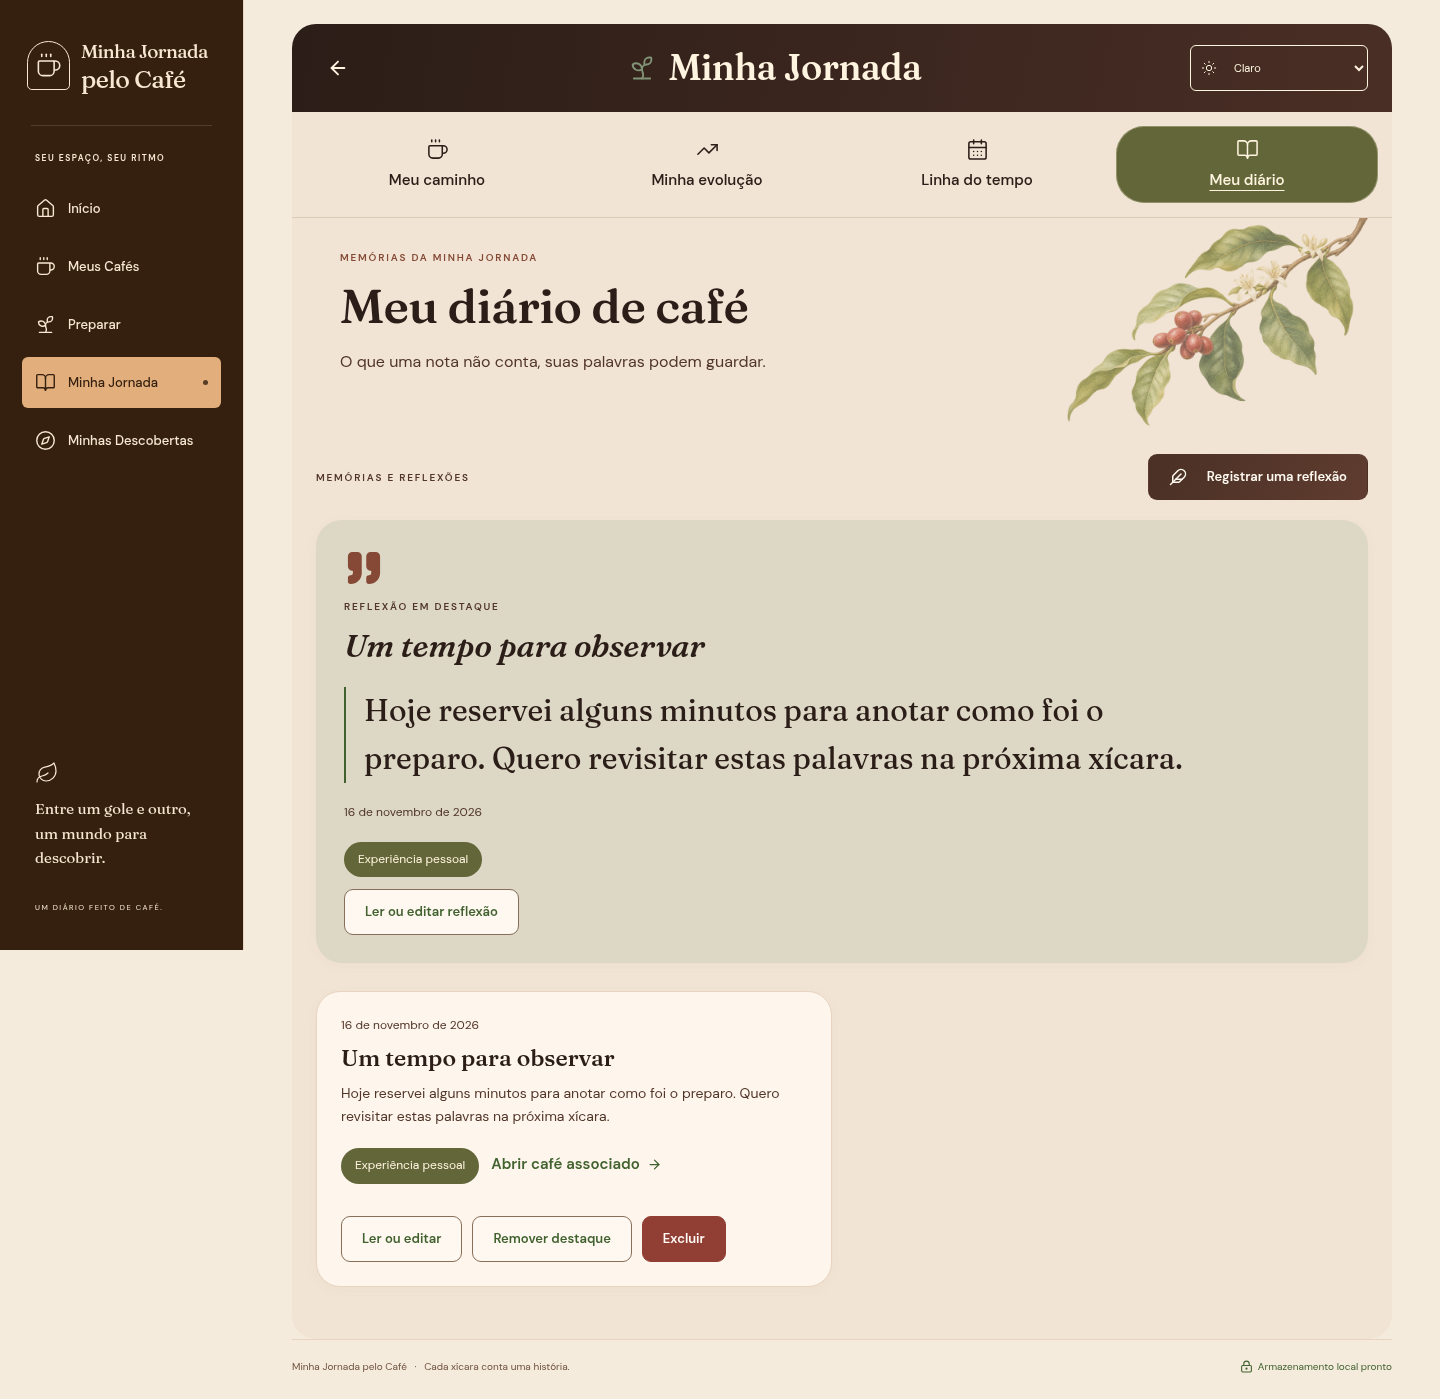 Minha Jornada
pelo Café
SEU ESPAÇO, SEU RITMO
Início
Meus Cafés
Preparar
Minha Jornada
Minhas Descobertas
Entre um gole e outro,
um mundo para
descobrir.
UM DIÁRIO FEITO DE CAFÉ.
Minha Jornada
Claro
Meu caminho
Minha evolução
Linha do tempo
Meu diário
MEMÓRIAS DA MINHA JORNADA
Meu diário de café
O que uma nota não conta, suas palavras podem guardar.
MEMÓRIAS E REFLEXÕES
Registrar uma reflexão
REFLEXÃO EM DESTAQUE
Um tempo para observar
Hoje reservei alguns minutos para anotar como foi o
preparo. Quero revisitar estas palavras na próxima xícara.
16 de novembro de 2026
Experiência pessoal
Ler ou editar reflexão
16 de novembro de 2026
Um tempo para observar
Hoje reservei alguns minutos para anotar como foi o preparo. Quero
revisitar estas palavras na próxima xícara.
Experiência pessoal Abrir café associado →
Ler ou editar Remover destaque Excluir
Minha Jornada pelo Café · Cada xícara conta uma história.
Armazenamento local pronto